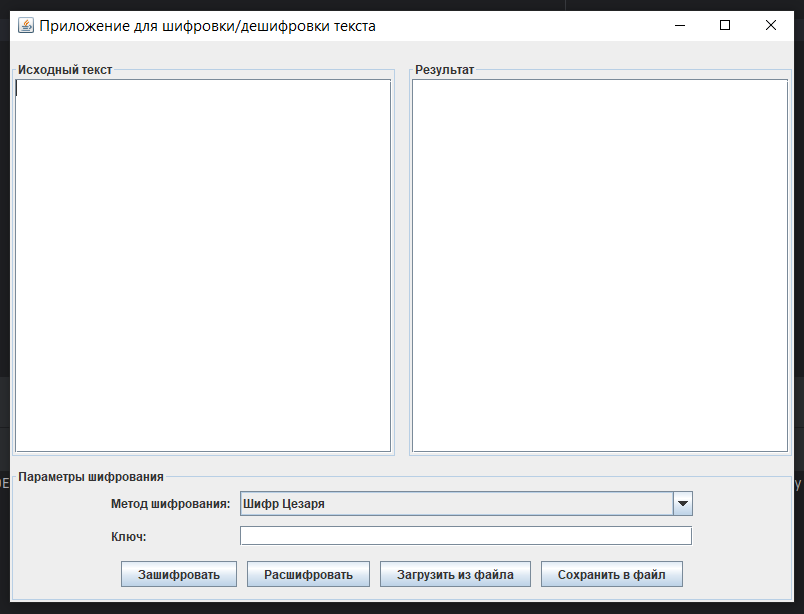 Приложение для шифровки/дешифровки текста
Исходный текст
Результат
Параметры шифрования
Метод шифрования: Шифр Цезаря
Ключ:
Зашифровать Расшифровать Загрузить из файла Сохранить в файл